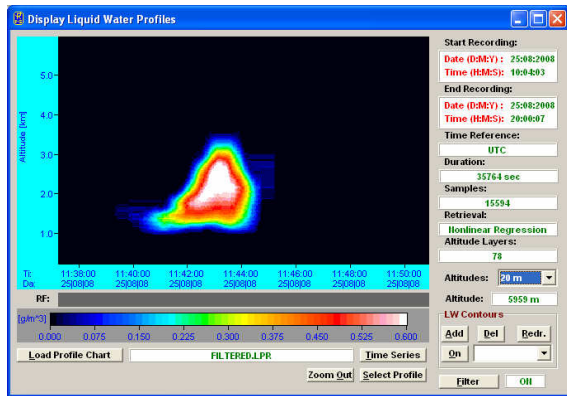 Display Liquid Water Profiles
Start Recording:
Date (D:M:Y) : 25:08:2008
Time (H:M:S): 10:04:03
End Recording:
Date (D:M:Y) : 25:08:2008
Time (H:M:S): 20:00:07
Time Reference:
UTC
Duration:
35764 sec
Samples:
15594
Retrieval:
Nonlinear Regression
Altitude Layers:
78
Altitudes: 20 m
Altitude: 5959 m
LW Contours
Add Del Redr.
On
Filter ON
Altitude [km]
5.0
4.0
3.0
2.0
1.0
Ti: 11:38:00 11:40:00 11:42:00 11:44:00 11:46:00 11:48:00 11:50:00
Da: 25|08|08 25|08|08 25|08|08 25|08|08 25|08|08 25|08|08 25|08|08
RF:
[g/m^3]
0.000 0.075 0.150 0.225 0.300 0.375 0.450 0.525 0.600
Load Profile Chart FILTERED.LPR Time Series
Zoom Out Select Profile